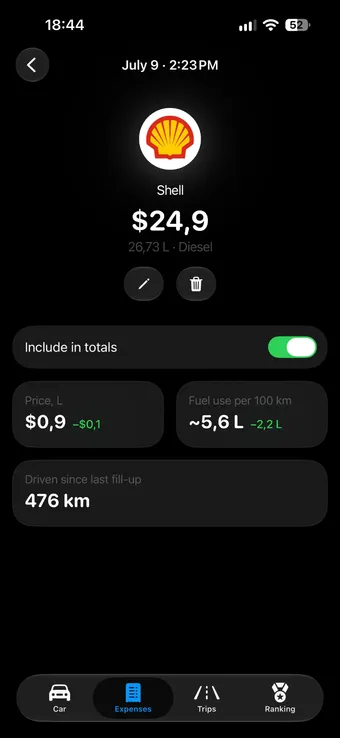 18:44
52
July 9 · 2:23 PM
Shell
$24,9
26,73 L · Diesel
Include in totals
Price, L
$0,9 −$0,1
Fuel use per 100 km
~5,6 L −2,2 L
Driven since last fill-up
476 km
Car
Expenses
Trips
Ranking